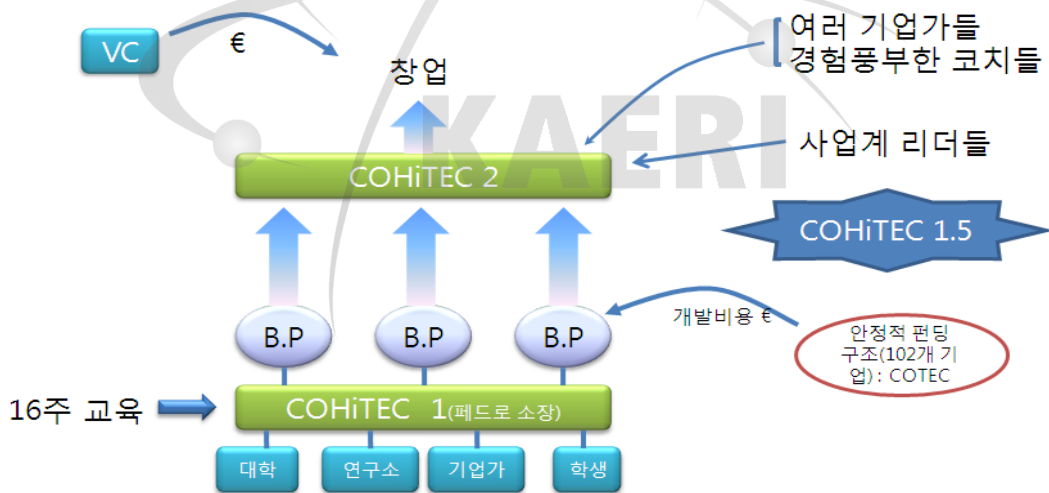 VC
€
창업
여러 기업가들
경험풍부한 코치들
KAERI
사업계 리더들
COHiTEC 2
COHiTEC 1.5
B.P
B.P
B.P
개발비용 €
안정적 펀딩
구조(102개 기
업) : COTEC
16주 교육
COHiTEC 1(페드로 소장)
대학
연구소
기업가
학생